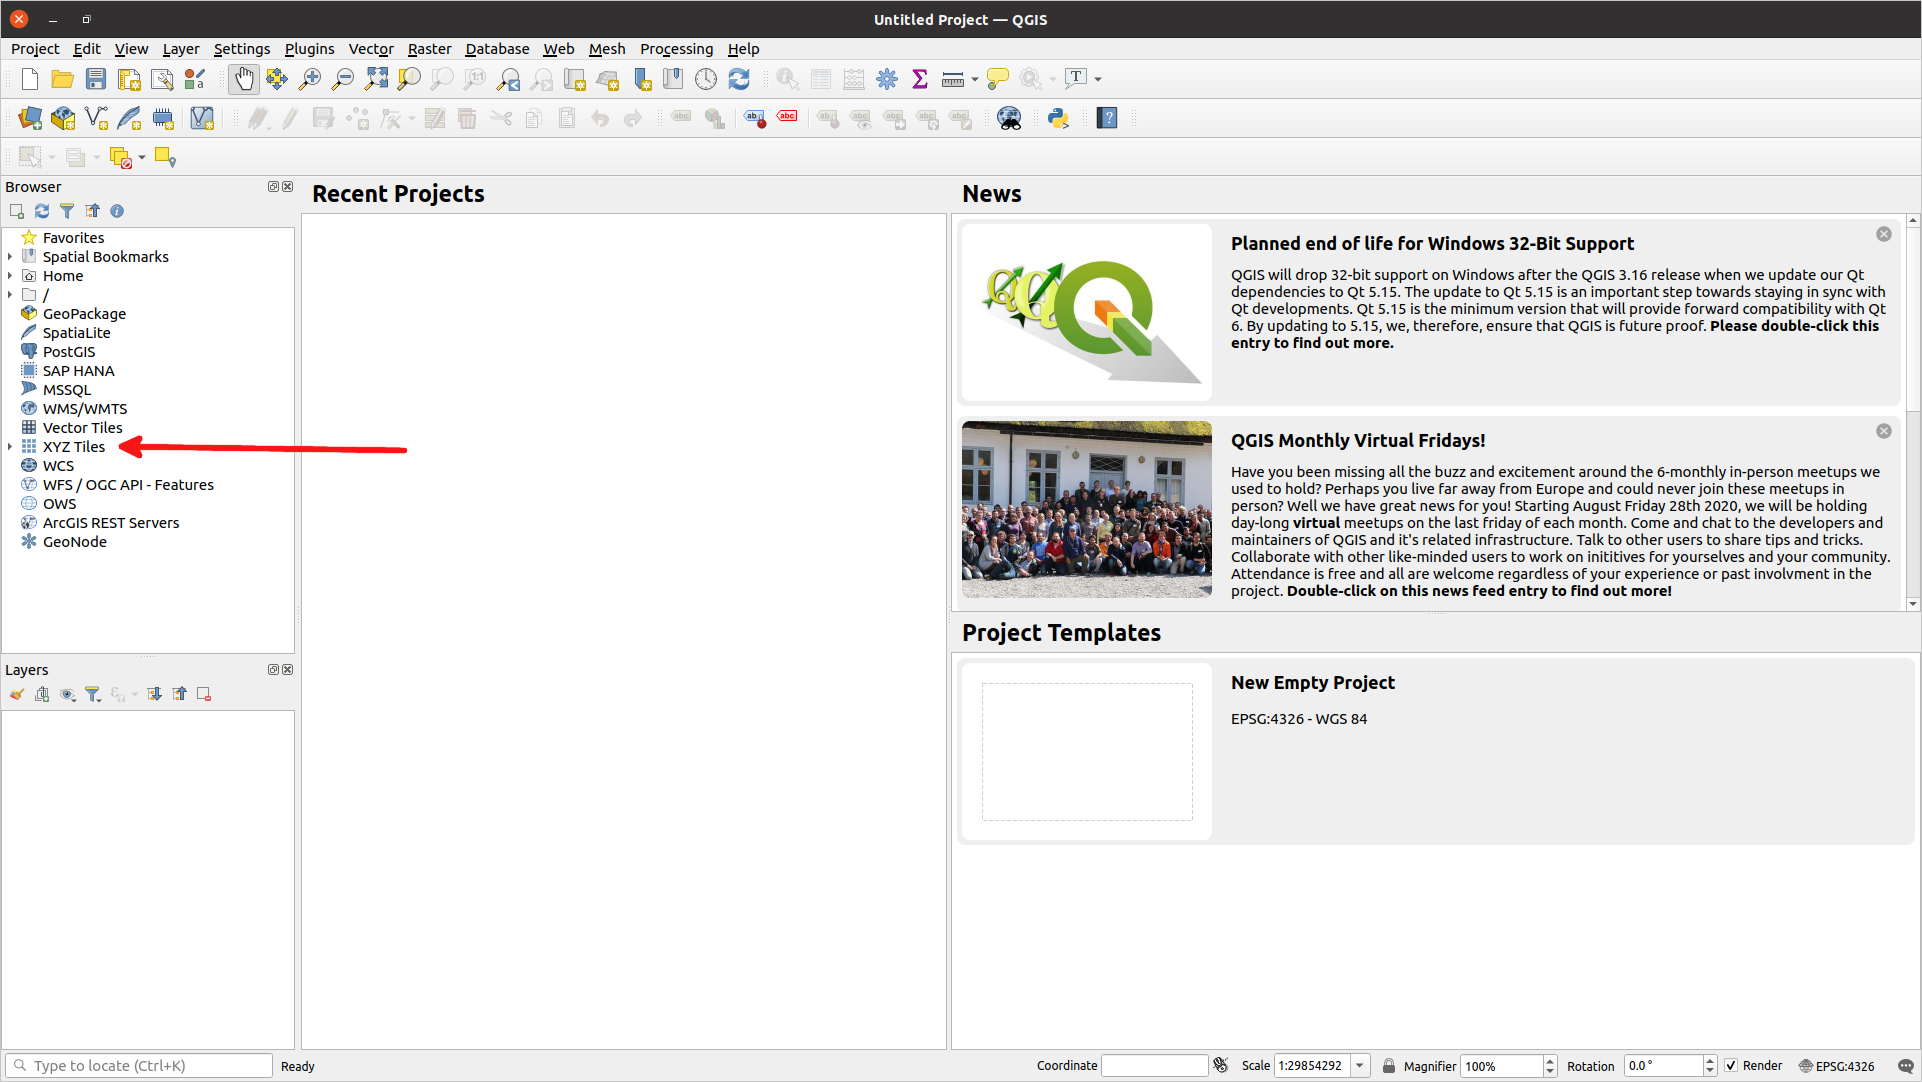 Untitled Project — QGIS
Project Edit View Layer Settings Plugins Vector Raster Database Web Mesh Processing Help
Browser
Favorites
Spatial Bookmarks
Home
/
GeoPackage
SpatiaLite
PostGIS
SAP HANA
MSSQL
WMS/WMTS
Vector Tiles
XYZ Tiles
WCS
WFS / OGC API - Features
OWS
ArcGIS REST Servers
GeoNode
Layers
Recent Projects
News
Planned end of life for Windows 32-Bit Support
QGIS will drop 32-bit support on Windows after the QGIS 3.16 release when we update our Qt
dependencies to Qt 5.15. The update to Qt 5.15 is an important step towards staying in sync with
Qt developments. Qt 5.15 is the minimum version that will provide forward compatibility with Qt
6. By updating to 5.15, we, therefore, ensure that QGIS is future proof. Please double-click this
entry to find out more.
QGIS Monthly Virtual Fridays!
Have you been missing all the buzz and excitement around the 6-monthly in-person meetups we
used to hold? Perhaps you live far away from Europe and could never join these meetups in
person? Well we have great news for you! Starting August Friday 28th 2020, we will be holding
day-long virtual meetups on the last friday of each month. Come and chat to the developers and
maintainers of QGIS and it's related infrastructure. Talk to other users to share tips and tricks.
Collaborate with other like-minded users to work on inititives for yourselves and your community.
Attendance is free and all are welcome regardless of your experience or past involvment in the
project. Double-click on this news feed entry to find out more!
Project Templates
New Empty Project
EPSG:4326 - WGS 84
Type to locate (Ctrl+K) Ready Coordinate Scale 1:29854292 Magnifier 100% Rotation 0.0 ° Render EPSG:4326